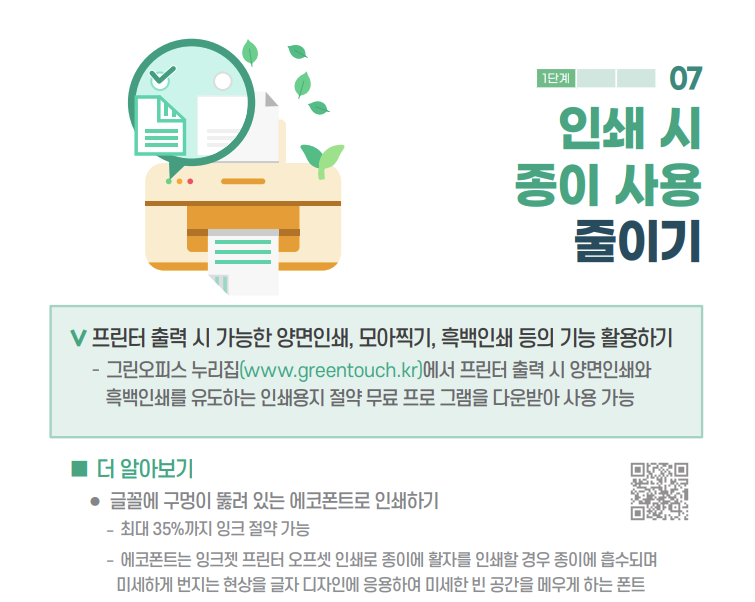 1단계
07
인쇄 시
종이 사용
줄이기
V 프린터 출력 시 가능한 양면인쇄, 모아찍기, 흑백인쇄 등의 기능 활용하기
- 그린오피스 누리집(www.greentouch.kr)에서 프린터 출력 시 양면인쇄와
흑백인쇄를 유도하는 인쇄용지 절약 무료 프로 그램을 다운받아 사용 가능
■ 더 알아보기
● 글꼴에 구멍이 뚫려 있는 에코폰트로 인쇄하기
- 최대 35%까지 잉크 절약 가능
- 에코폰트는 잉크젯 프린터 오프셋 인쇄로 종이에 활자를 인쇄할 경우 종이에 흡수되며
미세하게 번지는 현상을 글자 디자인에 응용하여 미세한 빈 공간을 메우게 하는 폰트